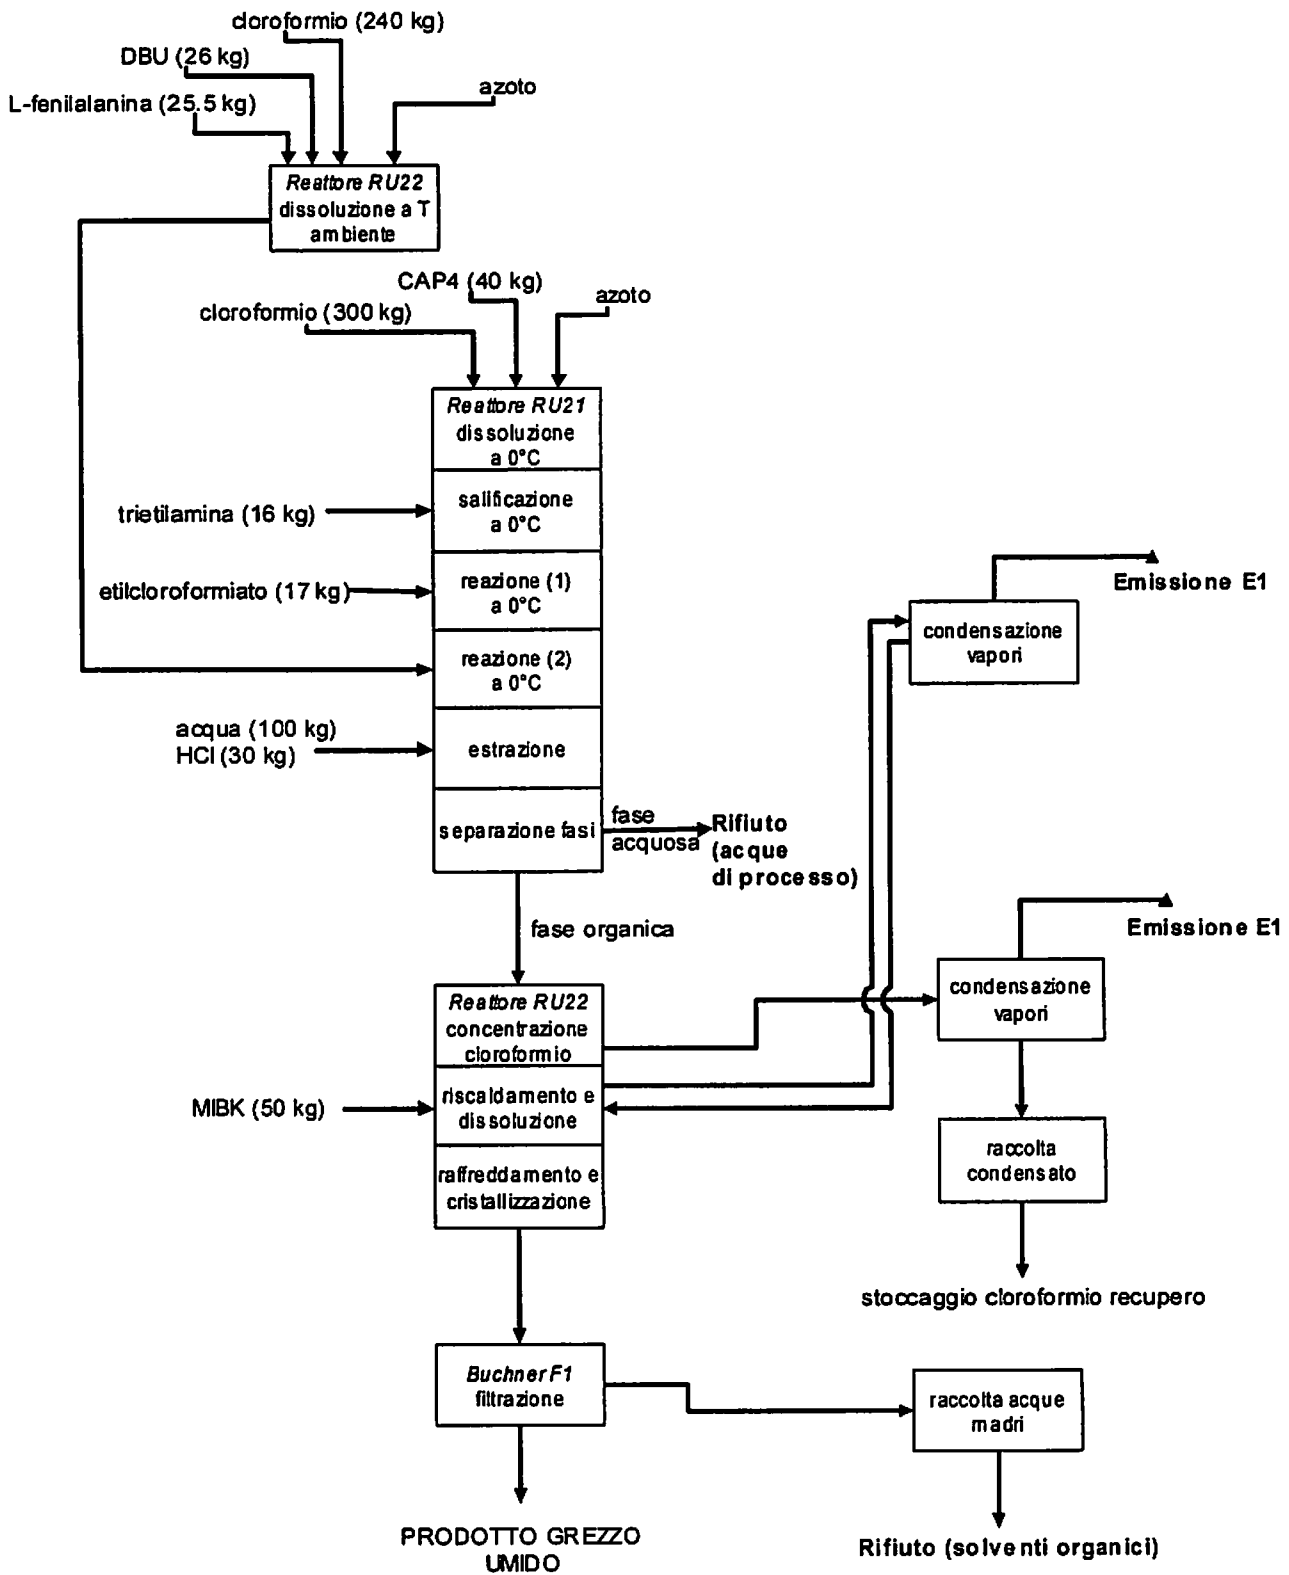 cloroformio (240 kg)
DBU (26 kg)
L-fenilalanina (25.5 kg)
azoto
Reattore RU22
dissoluzione a T
ambiente
CAP4 (40 kg)
azoto
cloroformio (300 kg)
Reattore RU21
dissoluzione
a 0°C
salificazione
a 0°C
trietilamina (16 kg)
reazione (1)
a 0°C
etilcloroformiato (17 kg)
reazione (2)
a 0°C
acqua (100 kg)
HCl (30 kg)
estrazione
separazione fasi
fase
acquosa
Rifiuto
(acque
di processo)
fase organica
Emissione E1
condensazione
vapori
Emissione E1
condensazione
vapori
Reattore RU22
concentrazione
cloroformio
MIBK (50 kg)
riscaldamento e
dissoluzione
raffreddamento e
cristallizzazione
raccolta
condensato
stoccaggio cloroformio recupero
Buchner F1
filtrazione
raccolta acque
madri
PRODOTTO GREZZO
UMIDO
Rifiuto (solventi organici)